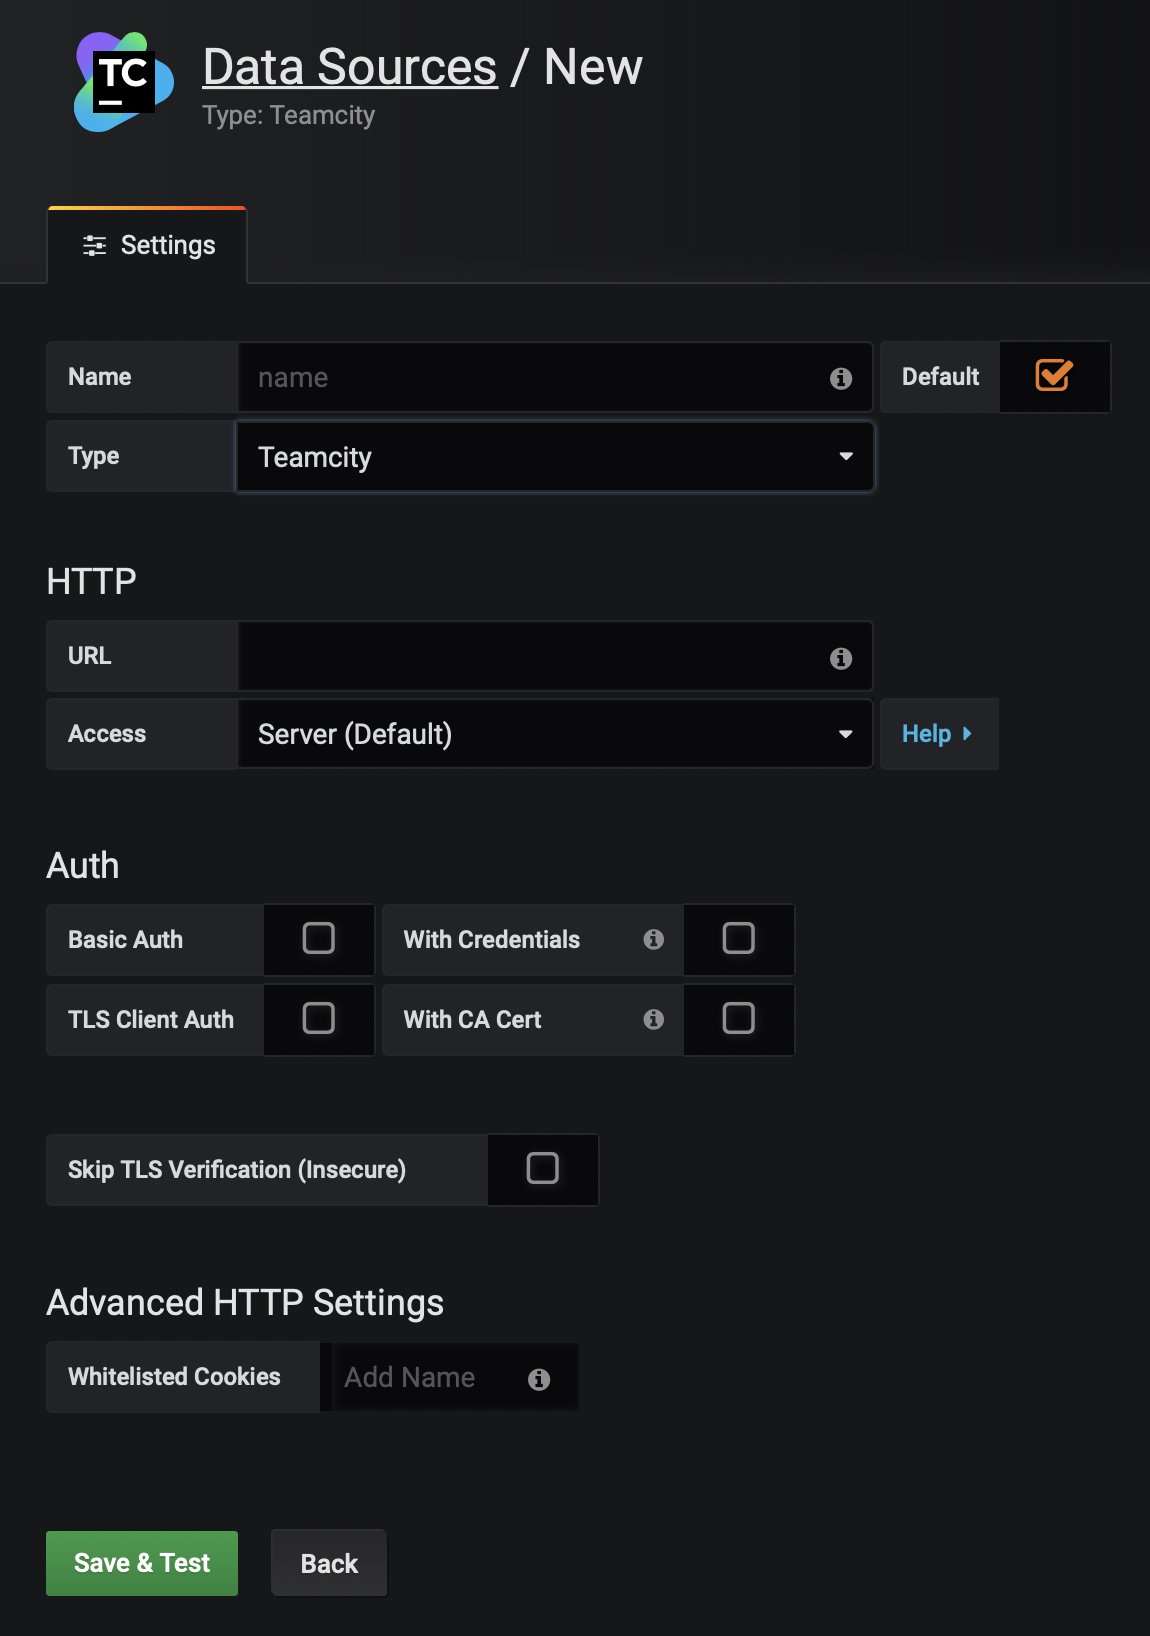 TC
Data Sources / New
Type: Teamcity
Settings
Name name Default
Type Teamcity
HTTP
URL
Access Server (Default) Help
Auth
Basic Auth With Credentials
TLS Client Auth With CA Cert
Skip TLS Verification (Insecure)
Advanced HTTP Settings
Whitelisted Cookies Add Name
Save & Test Back